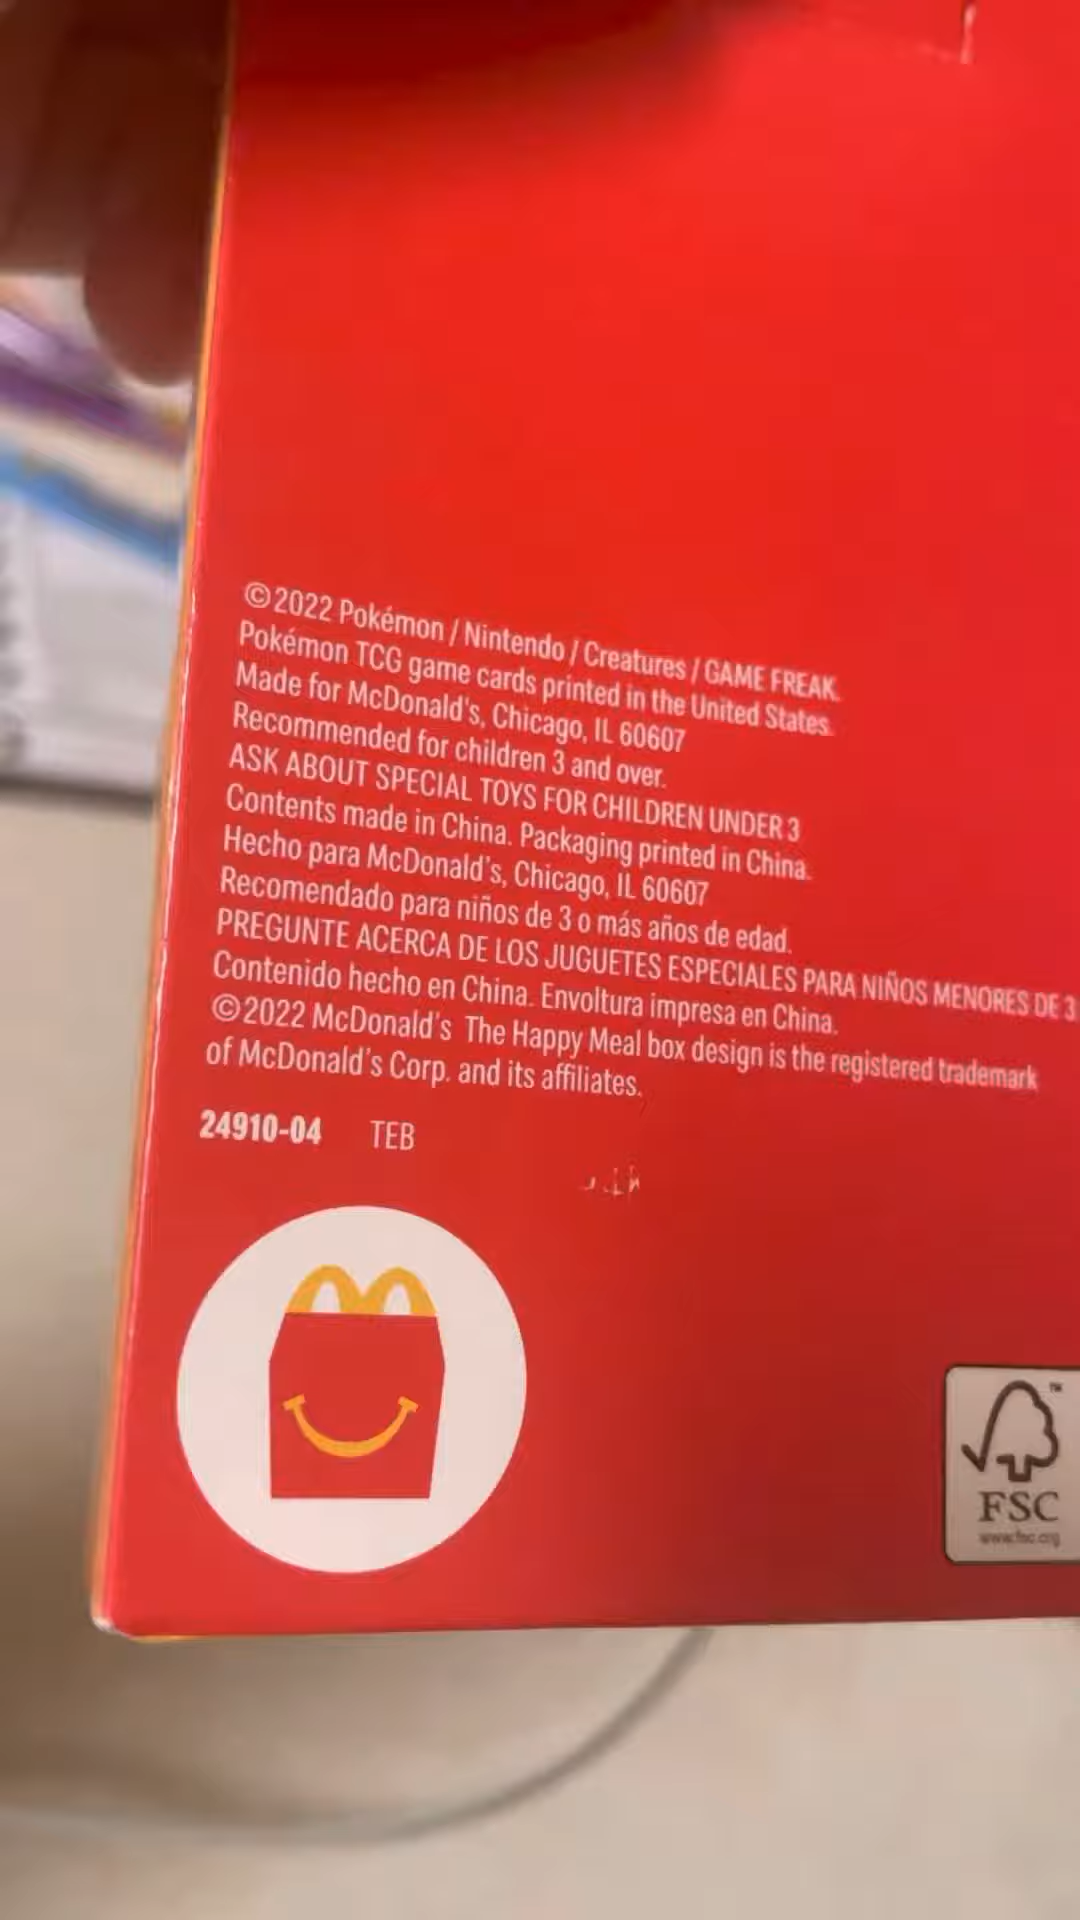 ©2022 Pokémon / Nintendo / Creatures / GAME FREAK.
Pokémon TCG game cards printed in the United States.
Made for McDonald's, Chicago, IL 60607
Recommended for children 3 and over.
ASK ABOUT SPECIAL TOYS FOR CHILDREN UNDER 3
Contents made in China. Packaging printed in China.
Hecho para McDonald's, Chicago, IL 60607
Recomendado para niños de 3 o más años de edad.
PREGUNTE ACERCA DE LOS JUGUETES ESPECIALES PARA NIÑOS MENORES DE 3
Contenido hecho en China. Envoltura impresa en China.
©2022 McDonald's The Happy Meal box design is the registered trademark
of McDonald's Corp. and its affiliates.
24910-04 TEB
TM
FSC
www.fsc.org